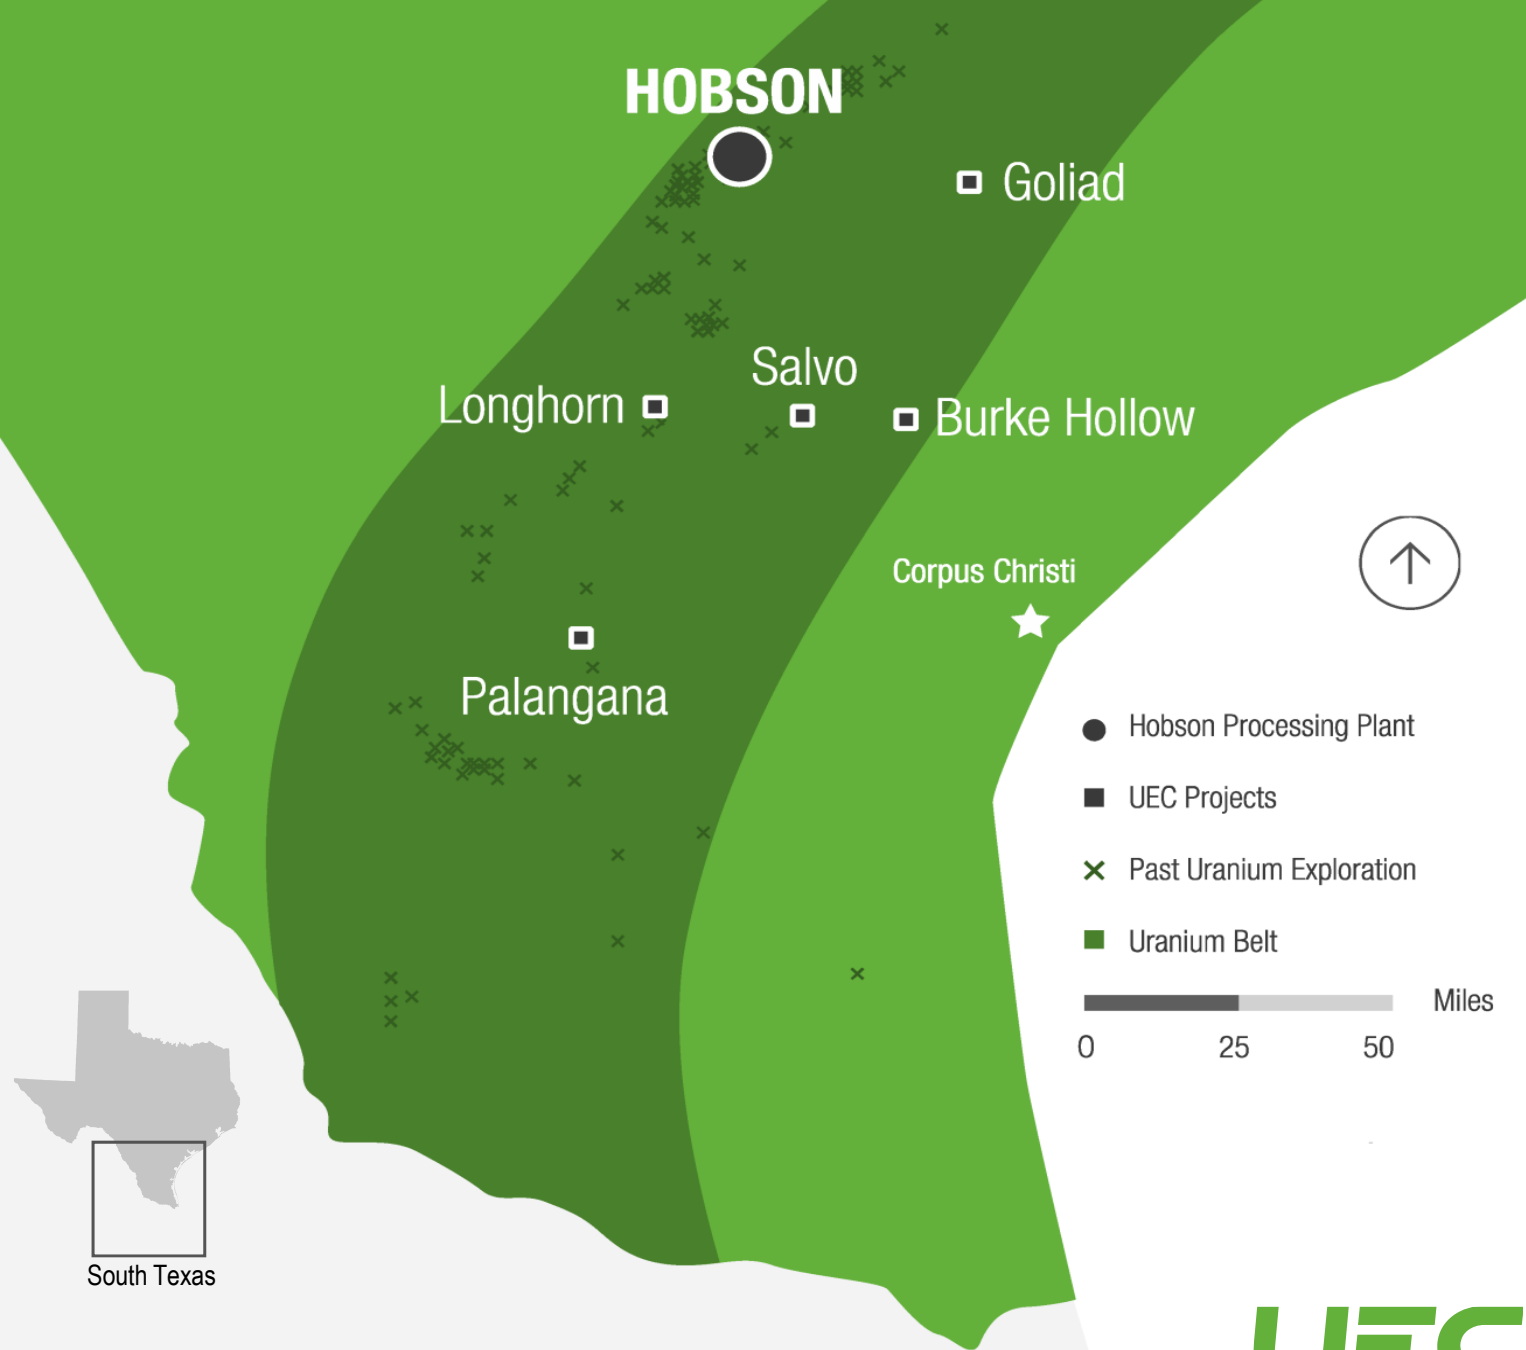 HOBSON
Goliad
Salvo
Longhorn
Burke Hollow
Corpus Christi
Palangana
Hobson Processing Plant
UEC Projects
Past Uranium Exploration
Uranium Belt
Miles
0 25 50
South Texas
UEC